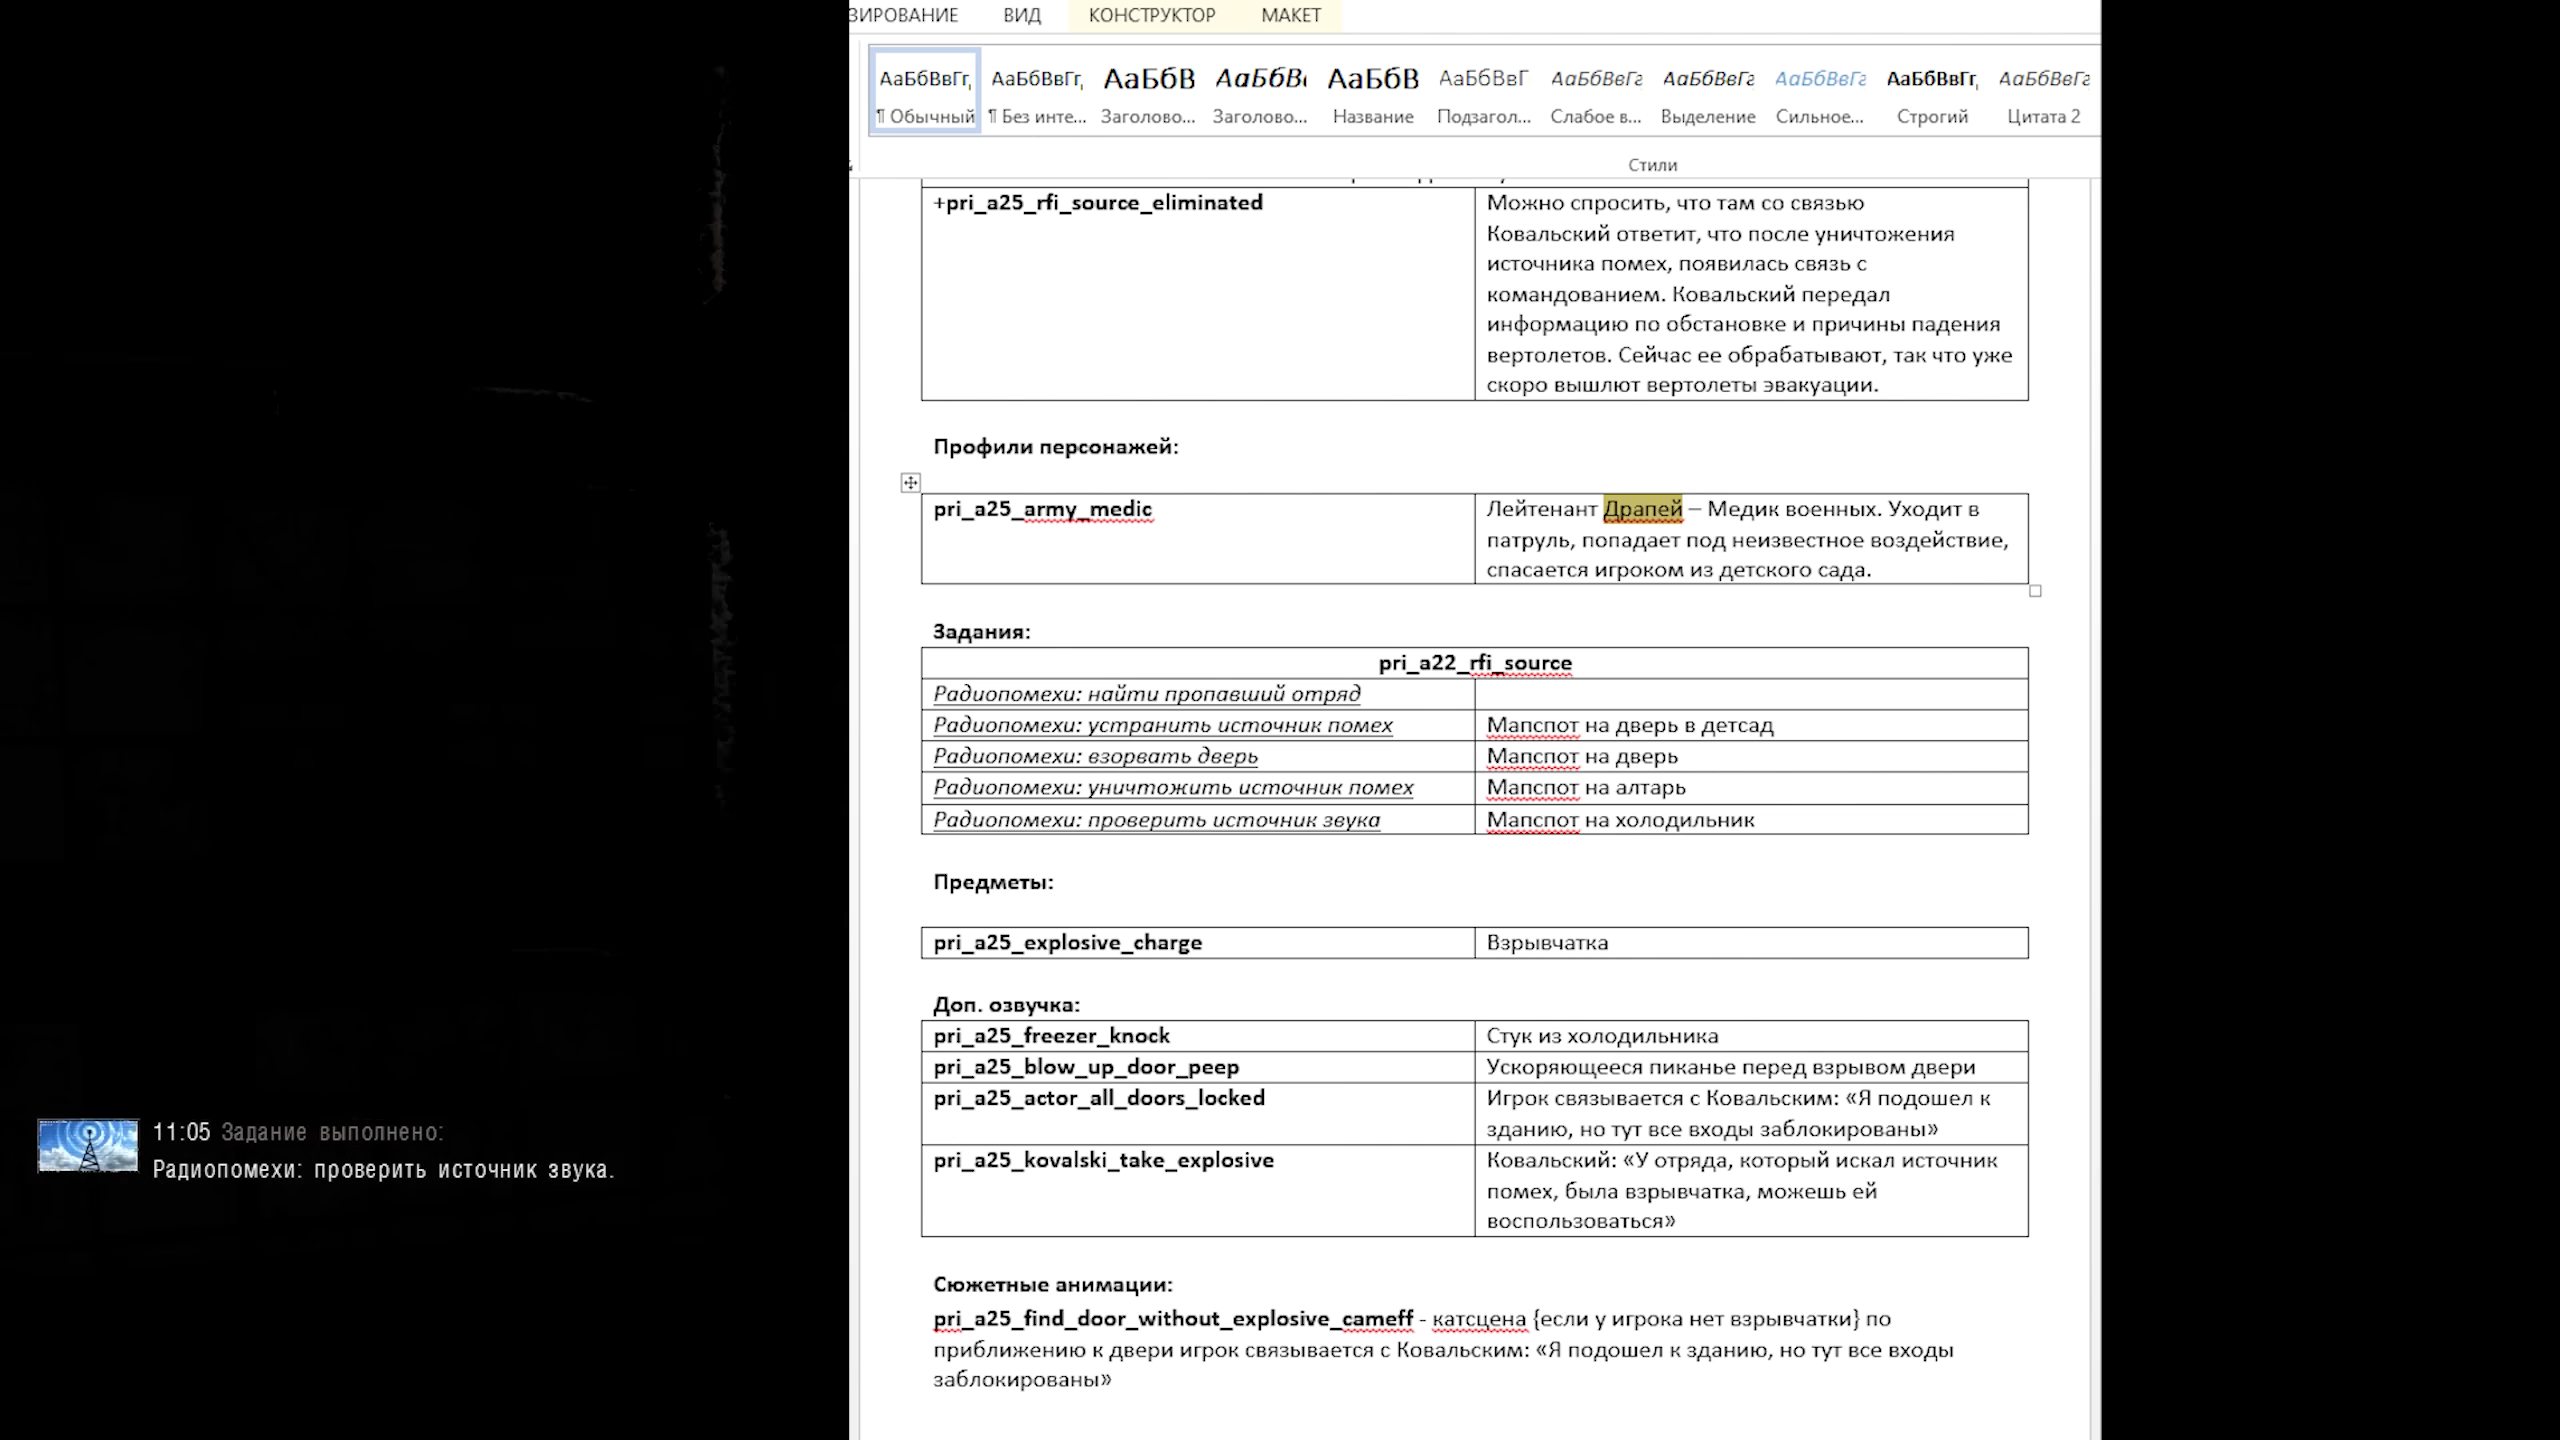 ЗИРОВАНИЕ ВИД КОНСТРУКТОР МАКЕТ
АаБбВвГг, АаБбВвГг, АаБбВ АаБбВ АаБбВ АаБбВвГ АаБбВвГг АаБбВвГг АаБбВвГг АаБбВвГг, АаБбВвГг
¶ Обычный ¶ Без инте... Заголово... Заголово... Название Подзагол... Слабое в... Выделение Сильное... Строгий Цитата 2
Стили
+pri_a25_rfi_source_eliminated
Можно спросить, что там со связью
Ковальский ответит, что после уничтожения
источника помех, появилась связь с
командованием. Ковальский передал
информацию по обстановке и причины падения
вертолетов. Сейчас ее обрабатывают, так что уже
скоро вышлют вертолеты эвакуации.
Профили персонажей:
pri_a25_army_medic
Лейтенант Драпей – Медик военных. Уходит в
патруль, попадает под неизвестное воздействие,
спасается игроком из детского сада.
Задания:
pri_a22_rfi_source
Радиопомехи: найти пропавший отряд
Радиопомехи: устранить источник помех Мапспот на дверь в детсад
Радиопомехи: взорвать дверь Мапспот на дверь
Радиопомехи: уничтожить источник помех Мапспот на алтарь
Радиопомехи: проверить источник звука Мапспот на холодильник
Предметы:
pri_a25_explosive_charge Взрывчатка
Доп. озвучка:
pri_a25_freezer_knock Стук из холодильника
pri_a25_blow_up_door_peep Ускоряющееся пиканье перед взрывом двери
pri_a25_actor_all_doors_locked Игрок связывается с Ковальским: «Я подошел к
зданию, но тут все входы заблокированы»
pri_a25_kovalski_take_explosive Ковальский: «У отряда, который искал источник
помех, была взрывчатка, можешь ей
воспользоваться»
Сюжетные анимации:
pri_a25_find_door_without_explosive_cameff - катсцена {если у игрока нет взрывчатки} по
приближению к двери игрок связывается с Ковальским: «Я подошел к зданию, но тут все входы
заблокированы»
11:05 Задание выполнено:
Радиопомехи: проверить источник звука.